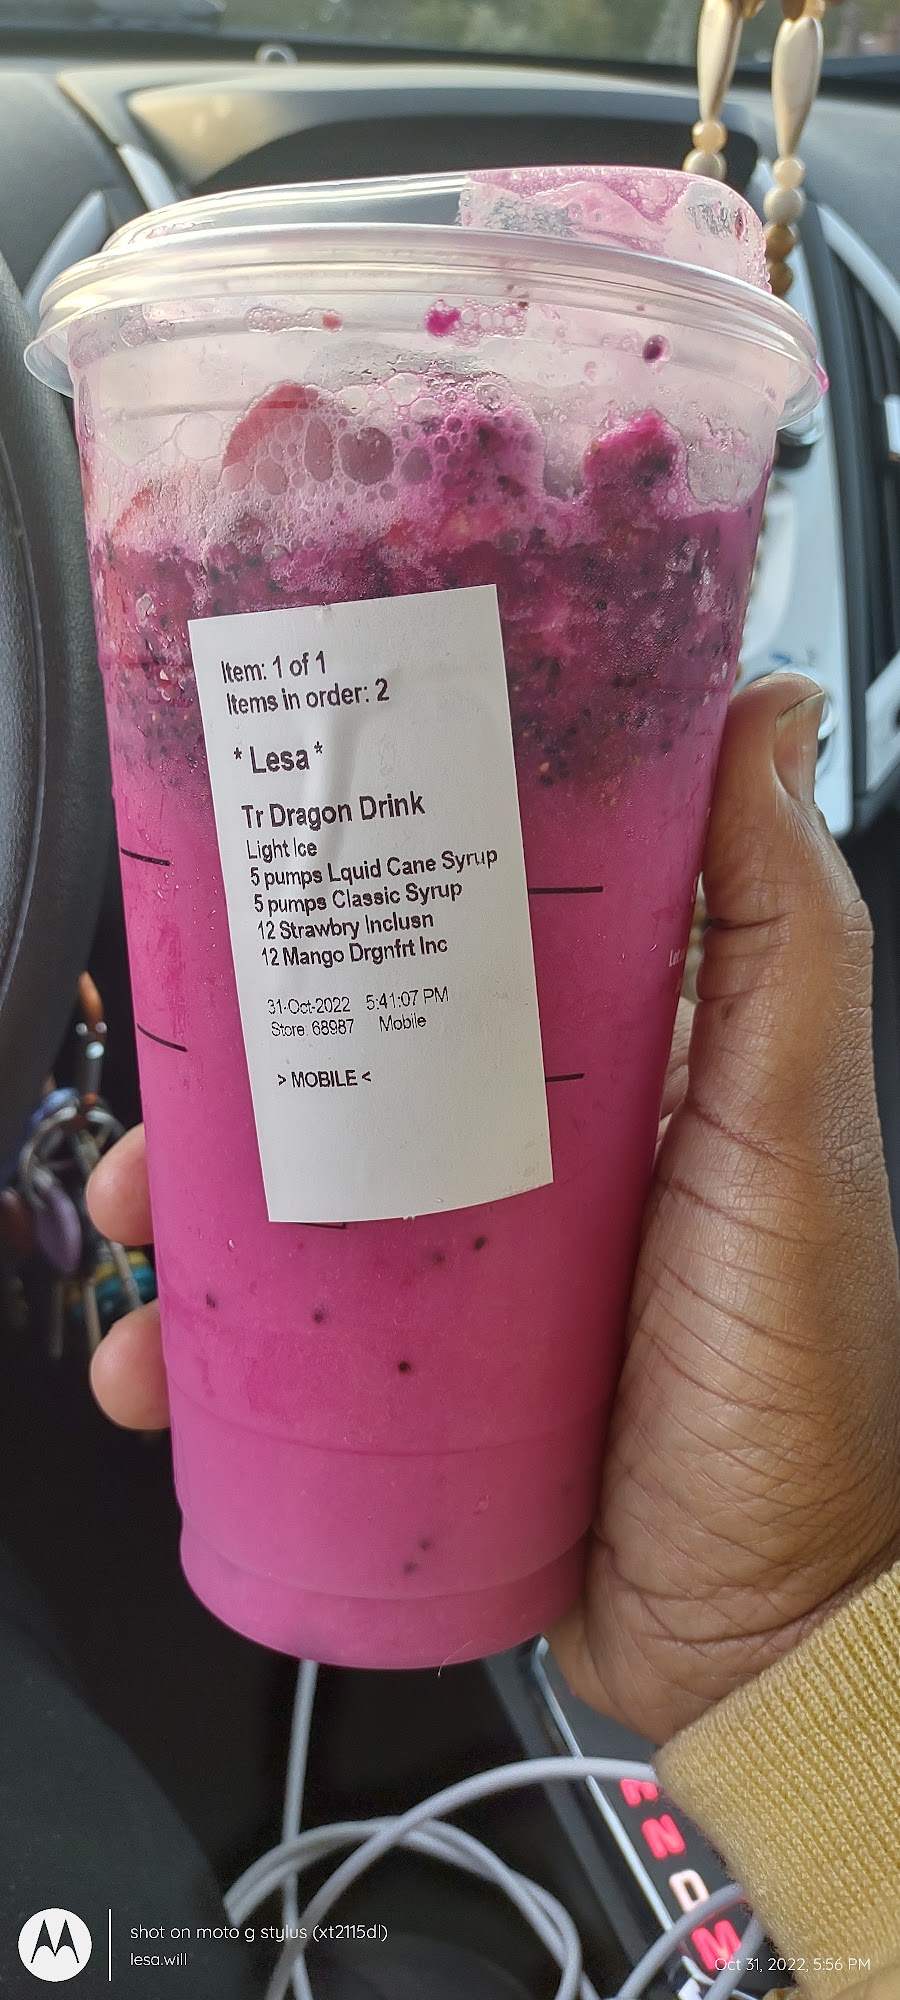 Item: 1 of 1
Items in order: 2
* Lesa *
Tr Dragon Drink
Light Ice
5 pumps Lquid Cane Syrup
5 pumps Classic Syrup
12 Strawbry Inclusn
12 Mango Drgnfrt Inc
31-Oct-2022 5:41:07 PM
Store 68987 Mobile
> MOBILE <
N
D
M
shot on moto g stylus (xt2115dl)
lesa.will
Oct 31, 2022, 5:56 PM